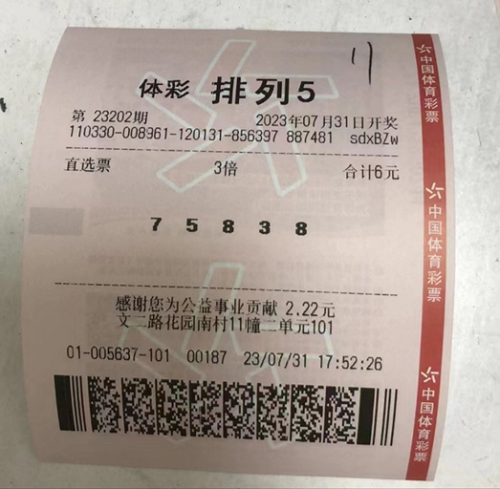 体彩 排列5
11
第 23202期 2023年07月31日开奖
110330-008961-120131-856397 887481 sdxBZw
直选票 3倍 合计6元
7 5 8 3 8
感谢您为公益事业贡献 2.22元
文二路花园南村11幢二单元101
01-005637-101 00187 23/07/31 17:52:26
中国体育彩票
中国体育彩票
中国体育彩票